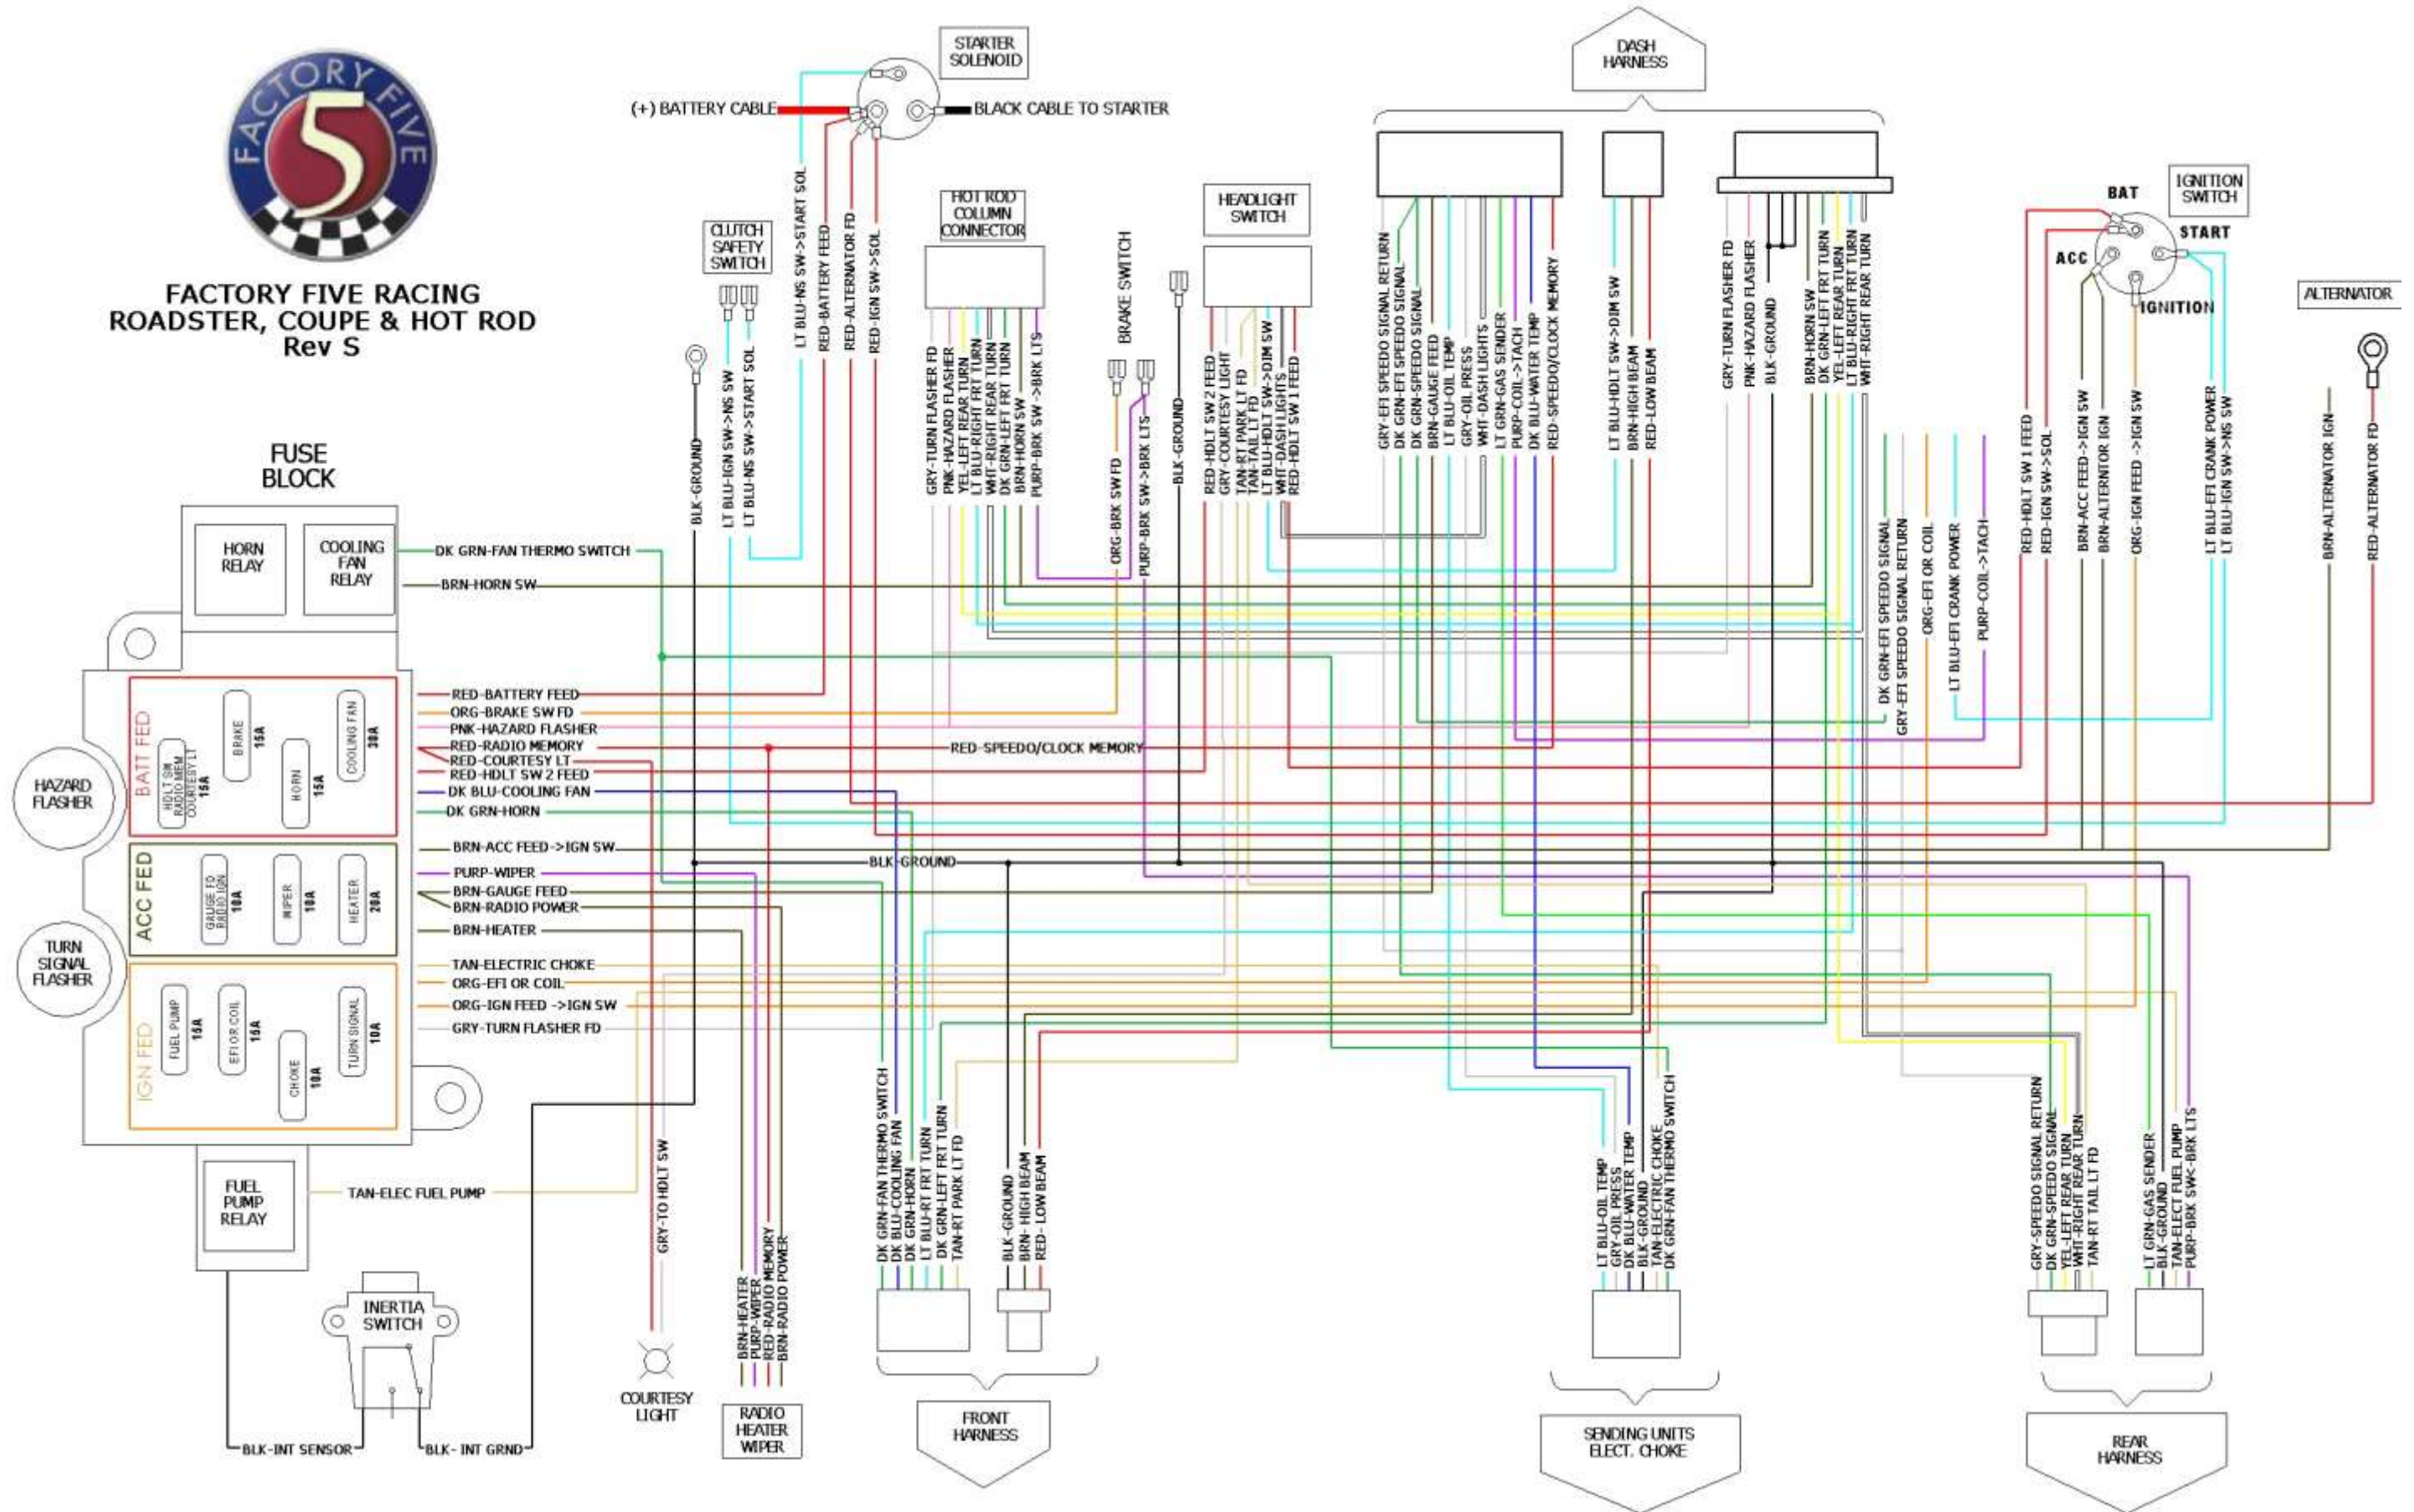 FACTORY FIVE
5
FACTORY FIVE RACING
ROADSTER, COUPE & HOT ROD
Rev S
STARTER
SOLENOID
(+) BATTERY CABLE
BLACK CABLE TO STARTER
DASH
HARNESS
CLUTCH
SAFETY
SWITCH
HOT ROD
COLUMN
CONNECTOR
HEADLIGHT
SWITCH
BRAKE SWITCH
IGNITION
SWITCH
BAT
START
ACC
IGNITION
ALTERNATOR
BLK-GROUND
LT BLU-IGN SW->NS SW
LT BLU-NS SW->START SOL
LT BLU-NS SW->START SOL
RED-BATTERY FEED
RED-ALTERNATOR FD
RED-IGN SW->SOL
GRY-TURN FLASHER FD
PNK-HAZARD FLASHER
YEL-LEFT REAR TURN
LT BLU-RIGHT FRT TURN
WHT-RIGHT REAR TURN
DK GRN-LEFT FRT TURN
BRN-HORN SW
PURP-BRK SW->BRK LTS
ORG-BRK SW FD
PURP-BRK SW->BRK LTS
BLK-GROUND
RED-HDLT SW 2 FEED
GRY-COURTESY LIGHT
TAN-RT PARK LT FD
TAN-TAIL LT FD
LT BLU-HDLT SW->DIM SW
WHT-DASH LIGHTS
RED-HDLT SW 1 FEED
GRY-EFI SPEEDO SIGNAL RETURN
DK GRN-EFI SPEEDO SIGNAL
DK GRN-SPEEDO SIGNAL
BRN-GAUGE FEED
LT BLU-OIL TEMP
GRY-OIL PRESS
WHT-DASH LIGHTS
LT GRN-GAS SENDER
PURP-COIL->TACH
DK BLU-WATER TEMP
RED-SPEEDO/CLOCK MEMORY
LT BLU-HDLT SW->DIM SW
BRN-HIGH BEAM
RED-LOW BEAM
GRY-TURN FLASHER FD
PNK-HAZARD FLASHER
BLK-GROUND
BRN-HORN SW
DK GRN-LEFT FRT TURN
YEL-LEFT REAR TURN
LT BLU-RIGHT FRT TURN
WHT-RIGHT REAR TURN
DK GRN-EFI SPEEDO SIGNAL
GRY-EFI SPEEDO SIGNAL RETURN
ORG-EFI OR COIL
LT BLU-EFI CRANK POWER
PURP-COIL->TACH
RED-HDLT SW 1 FEED
RED-IGN SW->SOL
BRN-ACC FEED->IGN SW
BRN-ALTERNTOR IGN
ORG-IGN FEED ->IGN SW
LT BLU-EFI CRANK POWER
LT BLU-IGN SW->NS SW
BRN-ALTERATOR IGN
RED-ALTERNATOR FD
FUSE
BLOCK
HORN
RELAY
COOLING
FAN
RELAY
DK GRN-FAN THERMO SWITCH
BRN-HORN SW
HAZARD
FLASHER
TURN
SIGNAL
FLASHER
BATT FED
HDLT SW
RADIO MEM
COURTESY LT
15A
BRAKE
15A
HORN
15A
COOLING FAN
30A
ACC FED
GAUGE FD
RADIO IGN
10A
WIPER
10A
HEATER
20A
IGN FED
FUEL PUMP
15A
EFI OR COIL
15A
CHOKE
10A
TURN SIGNAL
10A
RED-BATTERY FEED
ORG-BRAKE SW FD
PNK-HAZARD FLASHER
RED-RADIO MEMORY
RED-SPEEDO/CLOCK MEMORY
RED-COURTESY LT
RED-HDLT SW 2 FEED
DK BLU-COOLING FAN
DK GRN-HORN
BRN-ACC FEED->IGN SW
BLK-GROUND
PURP-WIPER
BRN-GAUGE FEED
BRN-RADIO POWER
BRN-HEATER
TAN-ELECTRIC CHOKE
ORG-EFI OR COIL
ORG-IGN FEED ->IGN SW
GRY-TURN FLASHER FD
FUEL
PUMP
RELAY
TAN-ELEC FUEL PUMP
INERTIA
SWITCH
BLK-INT SENSOR
BLK- INT GRND
GRY-TO HDLT SW
COURTESY
LIGHT
BRN-HEATER
PURP-WIPER
RED-RADIO MEMORY
BRN-RADIO POWER
RADIO
HEATER
WIPER
DK GRN-FAN THERMO SWITCH
DK BLU-COOLING FAN
DK GRN-HORN
LT BLU-RT FRT TURN
DK GRN-LEFT FRT TURN
TAN-RT PARK LT FD
BLK-GROUND
BRN- HIGH BEAM
RED- LOW BEAM
FRONT
HARNESS
LT BLU-OIL TEMP
GRY-OIL PRESS
DK BLU-WATER TEMP
BLK-GROUND
TAN-ELECTRIC CHOKE
DK GRN-FAN THERMO SWITCH
SENDING UNITS
ELECT. CHOKE
GRY-SPEEDO SIGNAL RETURN
DK GRN-SPEEDO SIGNAL
YEL-LEFT REAR TURN
WHT-RIGHT REAR TURN
TAN-RT TAIL LT FD
LT GRN-GAS SENDER
BLK-GROUND
TAN-ELECT FUEL PUMP
PURP-BRK SW<-BRK LTS
REAR
HARNESS